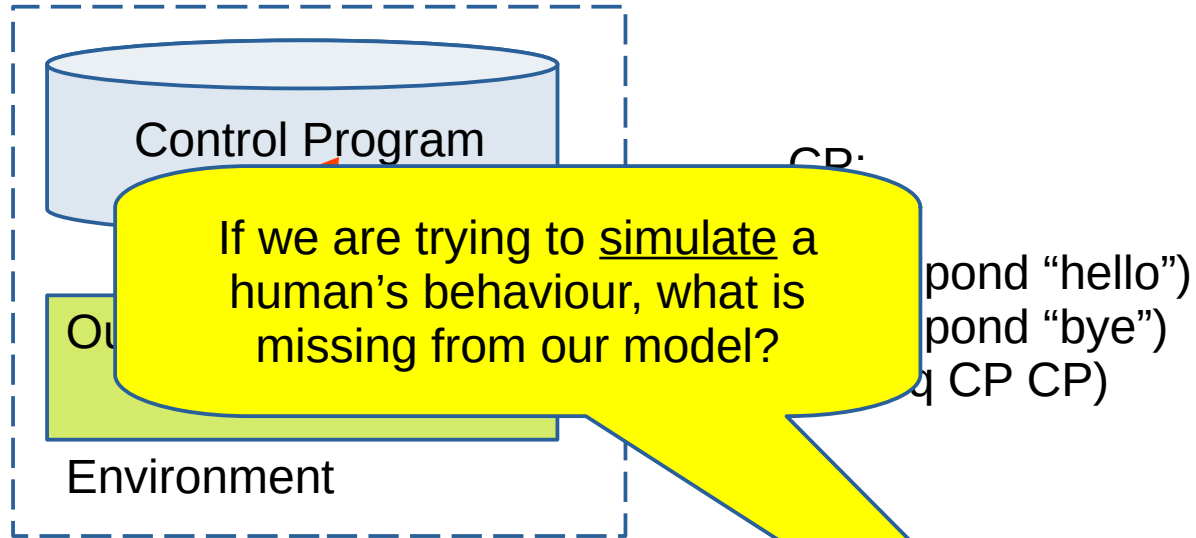 Control Program
CP:
If we are trying to simulate a
human’s behaviour, what is
missing from our model?
pond “hello”)
pond “bye”)
q CP CP)
Ou
Environment